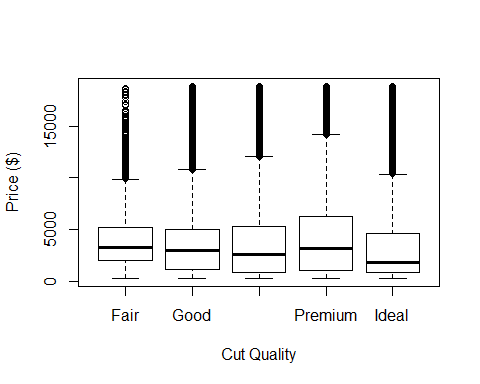 Price ($)
15000
5000
0
Fair Good Premium Ideal
Cut Quality